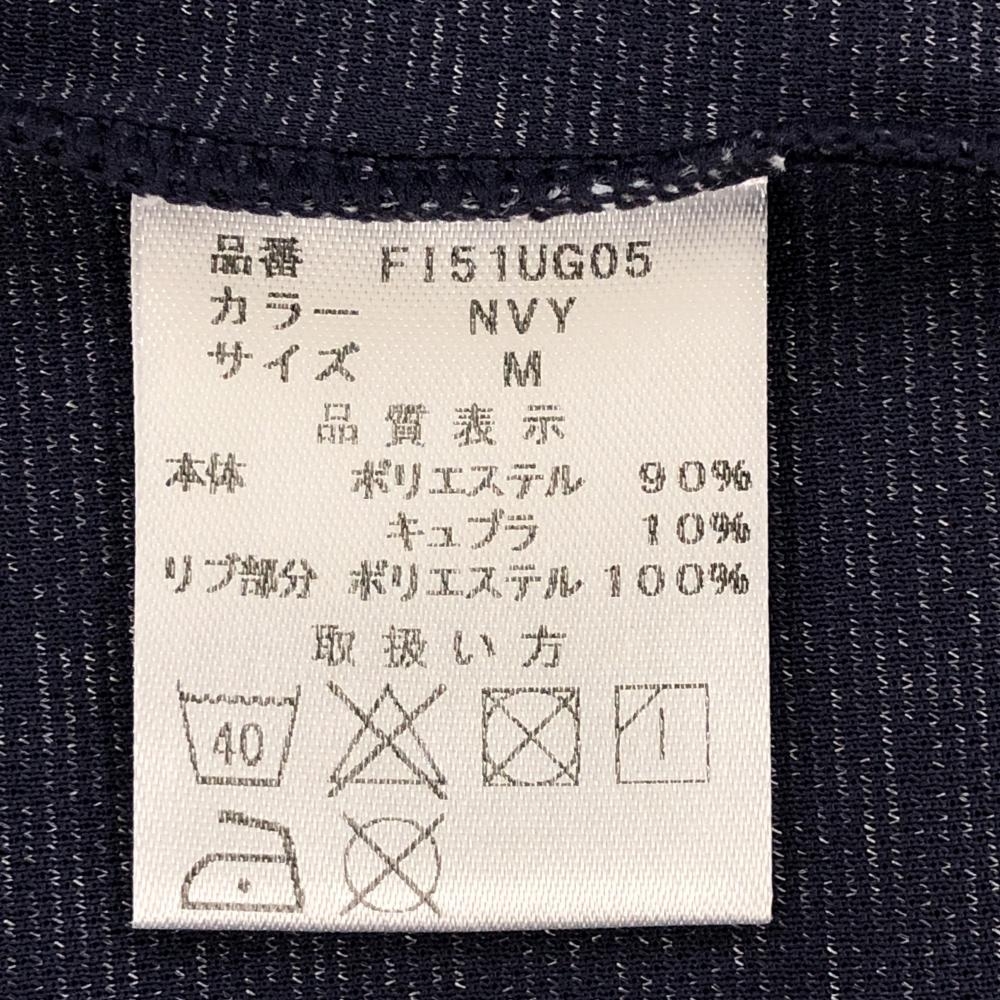 品番 FI51UG05
カラー NVY
サイズ M
品質表示
本体 ポリエステル 90%
キュプラ 10%
リブ部分 ポリエステル 100%
取扱い方
40